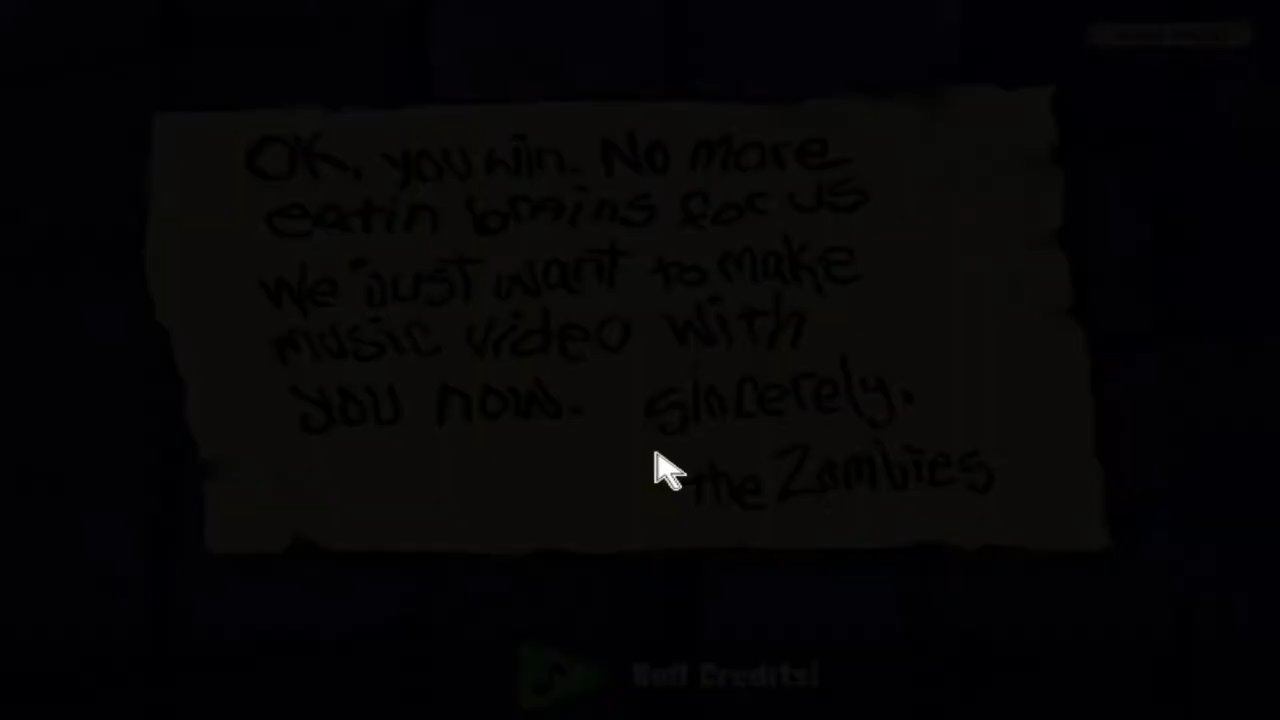 OK, you win. No more
eatin brains for us
We just want to make
music video with
you now.
sincerely,
the Zombies
Roll Credits!